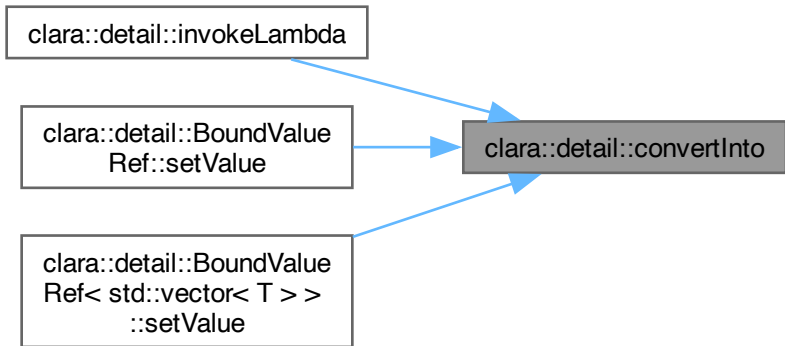 clara::detail::invokeLambda
clara::detail::BoundValue
Ref::setValue
clara::detail::convertInto
clara::detail::BoundValue
Ref< std::vector< T > >
::setValue